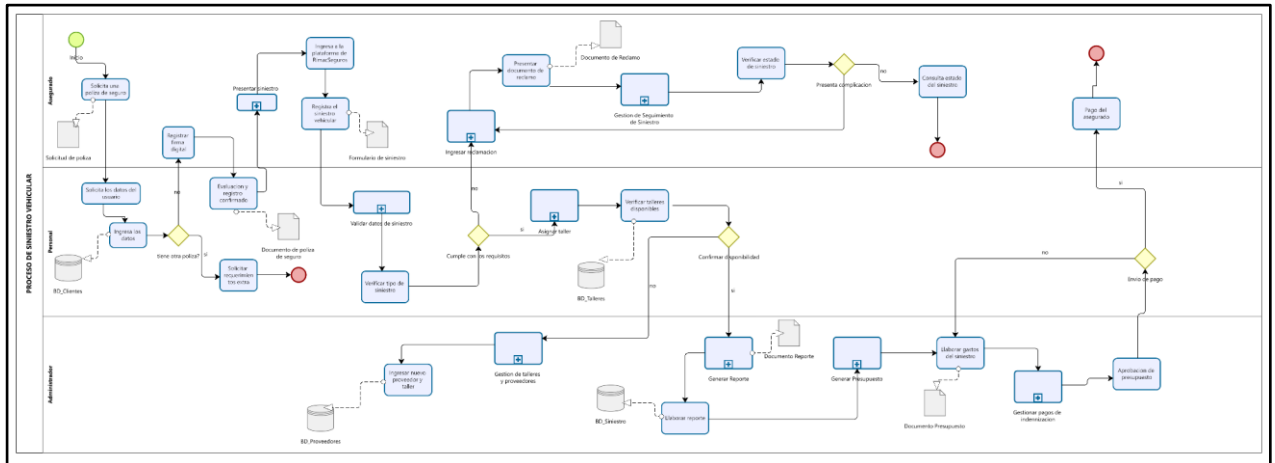 PROCESO DE SINIESTRO VEHICULAR
Asegurado
Inicio
Solicita una
poliza de seguro
Solicitud de poliza
Registrar
firma
digital
Presentar siniestro
Ingresa a la
plataforma de
RimacSeguros
Registra el
siniestro
vehicular
Formulario de siniestro
Evaluacion y
registro
confirmado
Documento de poliza
de seguro
Presentar
documento de
reclamo
Documento de Reclamo
Ingresar reclamacion
Gestion de Seguimiento
de Siniestro
Verificar estado
de siniestro
Presenta complicacion
no
Consulta estado
del siniestro
Pago del
asegurado
Personal
Solicita los datos del
usuario
Ingresa los
datos
BD_Clientes
no
tiene otra poliza?
si
Solicitar
requerimien
tos extra
Validar datos de siniestro
Verificar tipo de
siniestro
no
Cumple con los requisitos
si
Asignar taller
Verificar talleres
disponibles
BD_Talleres
Confirmar disponibilidad
no
si
no
si
Envio de pago
Administrador
Ingresar nuevo
proveedor y
taller
BD_Proveedores
Gestion de talleres
y proveedores
Generar Reporte
Documento Reporte
Elaborar reporte
BD_Siniestro
Generar Presupuesto
Elaborar gastos
del siniestro
Documento Presupuesto
Gestionar pagos de
indemnizacion
Aprobacion de
presupuesto